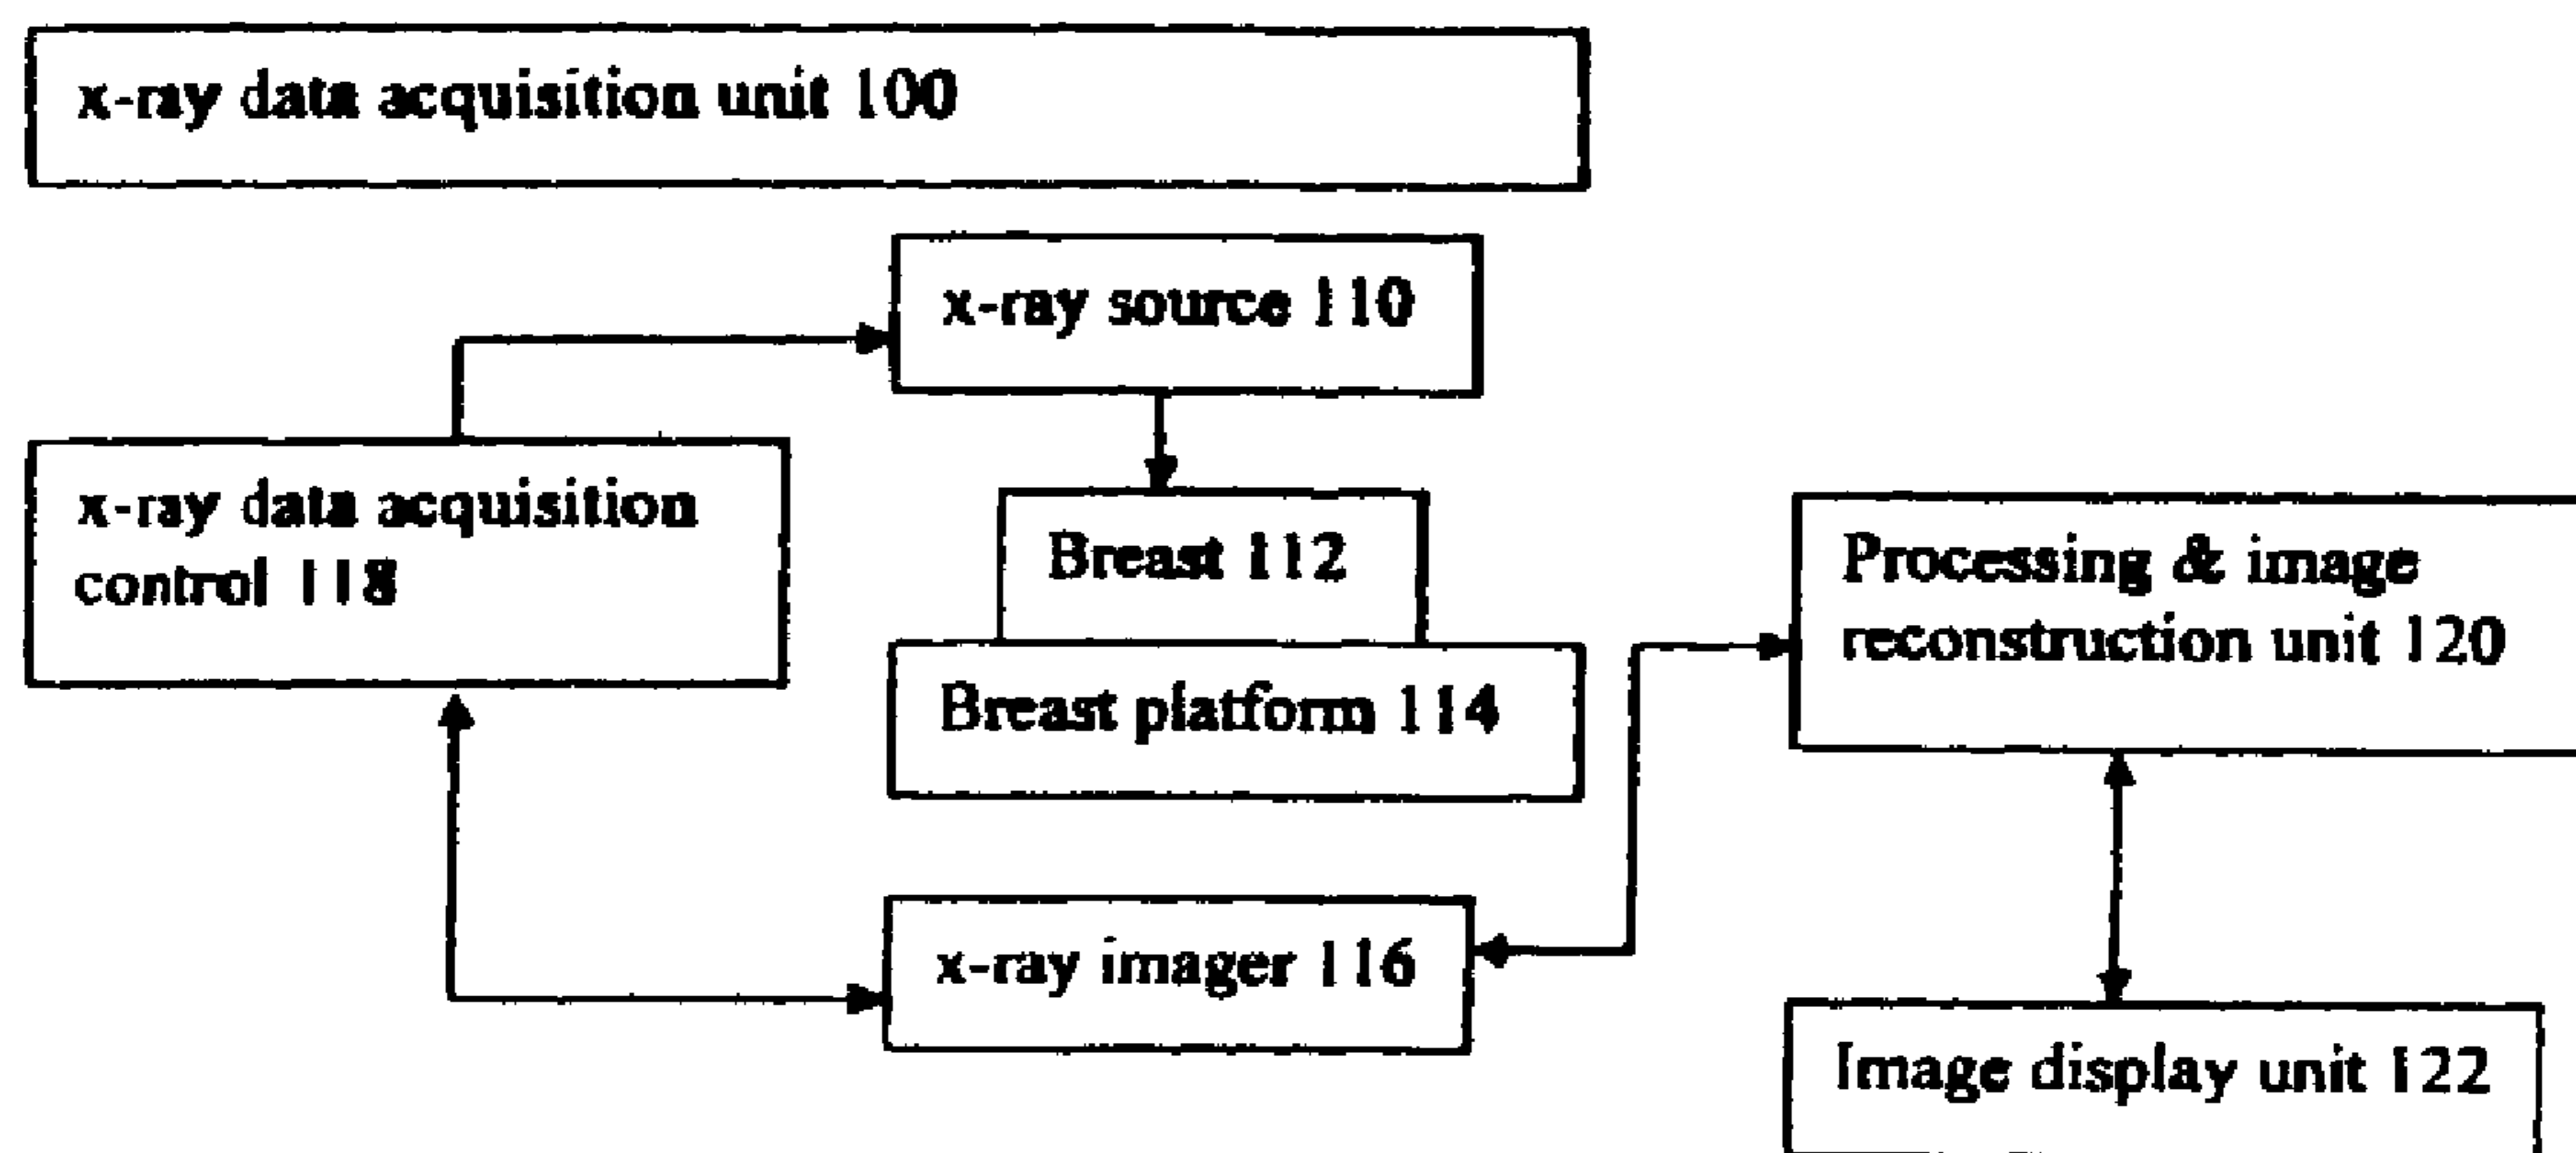 x-ray data acquisition unit 100
x-ray source 110
x-ray data acquisition
control 118
Breast 112
Breast platform 114
Processing & image
reconstruction unit 120
x-ray imager 116
Image display unit 122